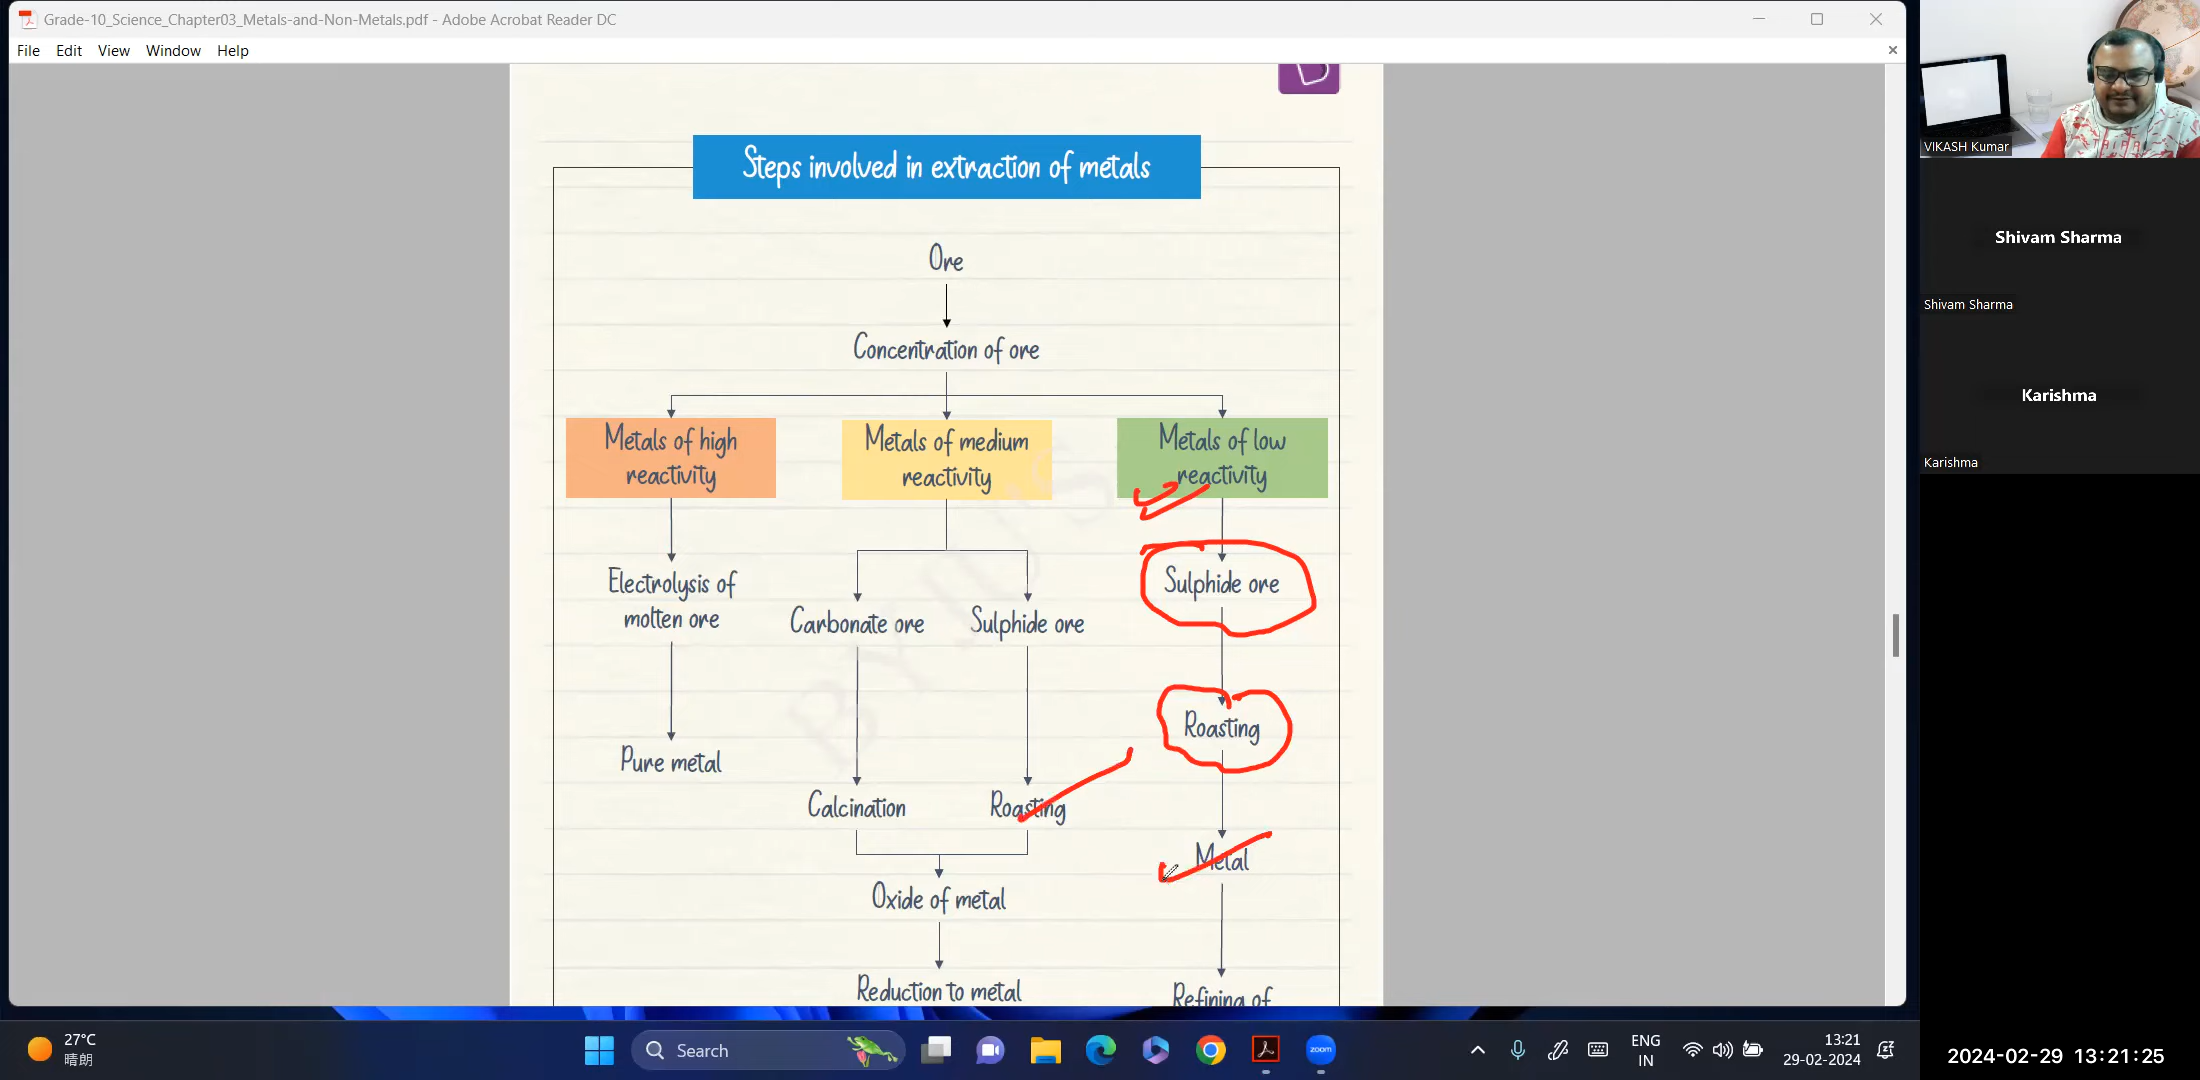 Grade-10_Science_Chapter03_Metals-and-Non-Metals.pdf - Adobe Acrobat Reader DC
File Edit View Window Help
Steps involved in extraction of metals
Ore
Concentration of ore
Metals of high
reactivity
Metals of medium
reactivity
Metals of low
reactivity
Electrolysis of
molten ore
Carbonate ore
Sulphide ore
Sulphide ore
Roasting
Pure metal
Calcination
Roasting
Metal
Oxide of metal
Reduction to metal
Refining of
BYJU'S
VIKASH Kumar
Shivam Sharma
Shivam Sharma
Karishma
Karishma
27°C
晴朗
Search
zoom
ENG
IN
13:21
29-02-2024
2024-02-29 13:21:25